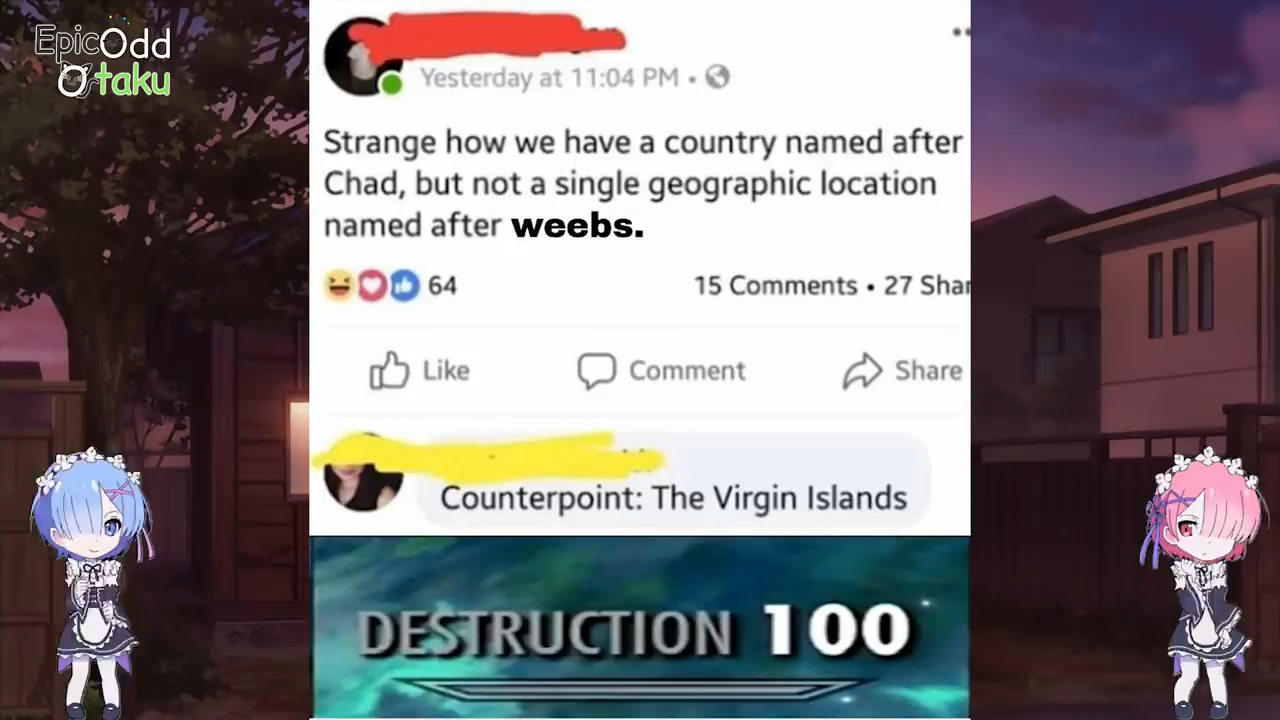 EpicOdd
Otaku
Yesterday at 11:04 PM
Strange how we have a country named after
Chad, but not a single geographic location
named after weebs.
64
15 Comments • 27 Shar
Like
Comment
Share
Counterpoint: The Virgin Islands
DESTRUCTION 100